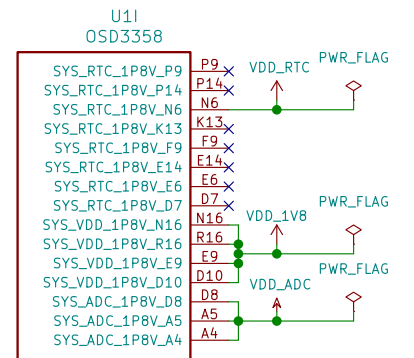 U1I
OSD3358
SYS_RTC_1P8V_P9 P9
SYS_RTC_1P8V_P14 P14
SYS_RTC_1P8V_N6 N6
SYS_RTC_1P8V_K13 K13
SYS_RTC_1P8V_F9 F9
SYS_RTC_1P8V_E14 E14
SYS_RTC_1P8V_E6 E6
SYS_RTC_1P8V_D7 D7
SYS_VDD_1P8V_N16 N16
SYS_VDD_1P8V_R16 R16
SYS_VDD_1P8V_E9 E9
SYS_VDD_1P8V_D10 D10
SYS_ADC_1P8V_D8 D8
SYS_ADC_1P8V_A5 A5
SYS_ADC_1P8V_A4 A4
VDD_RTC
PWR_FLAG
VDD_1V8
PWR_FLAG
VDD_ADC
PWR_FLAG